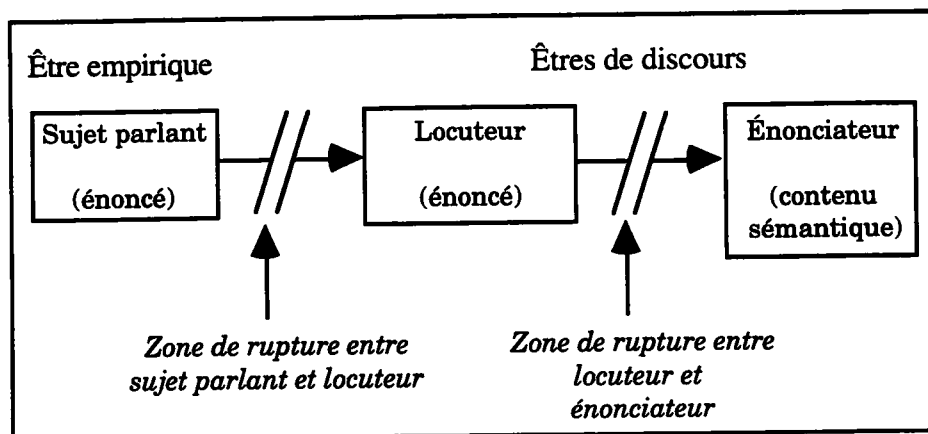 Être empirique
Êtres de discours
Sujet parlant
(énoncé)
Locuteur
(énoncé)
Énonciateur
(contenu
sémantique)
Zone de rupture entre
sujet parlant et locuteur
Zone de rupture entre
locuteur et
énonciateur